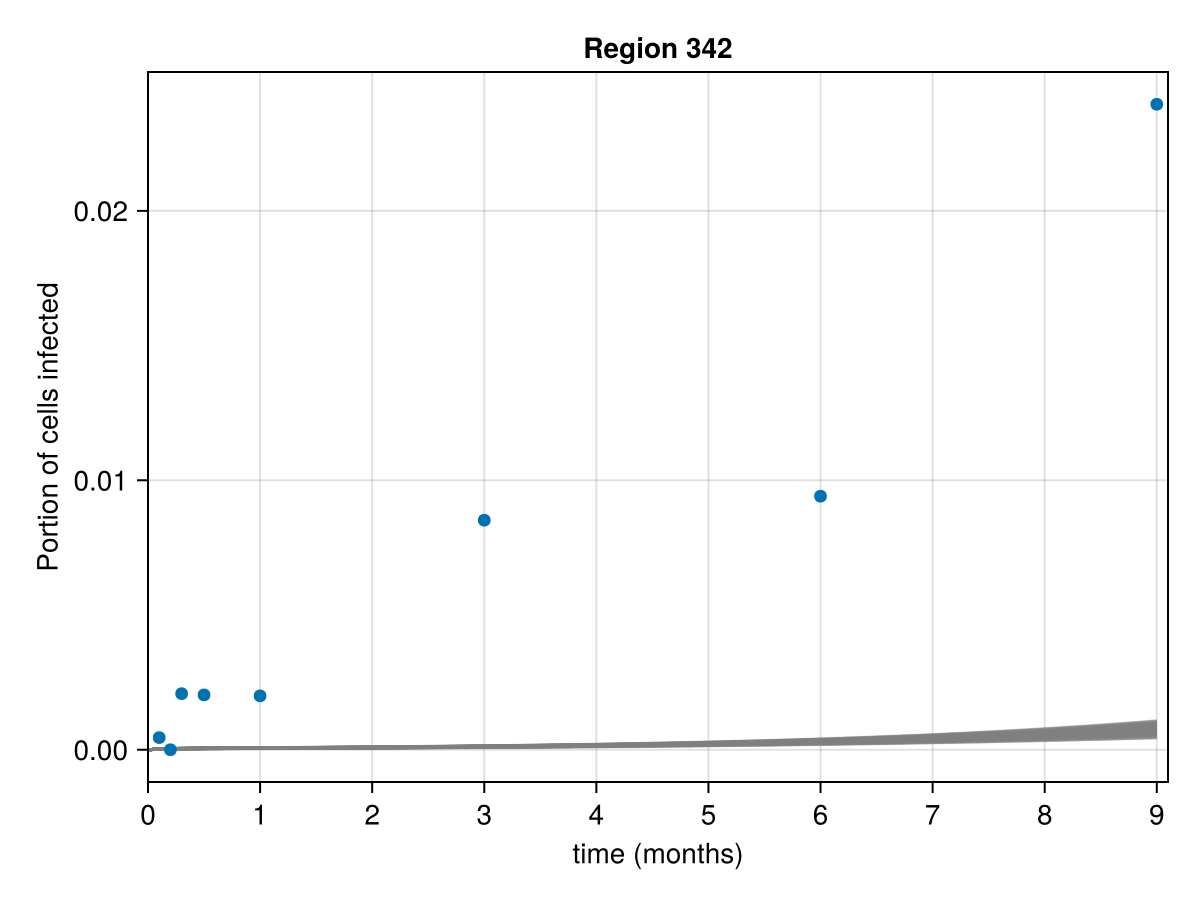 Region 342
Portion of cells infected
0.02
0.01
0.00
0 1 2 3 4 5 6 7 8 9
time (months)